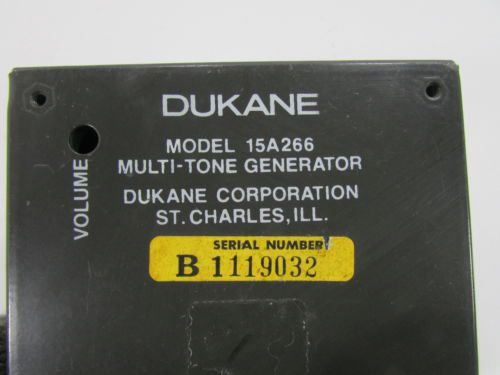 DUKANE
MODEL 15A266
MULTI-TONE GENERATOR
DUKANE CORPORATION
ST. CHARLES, ILL.
VOLUME
SERIAL NUMBER
B 1119032